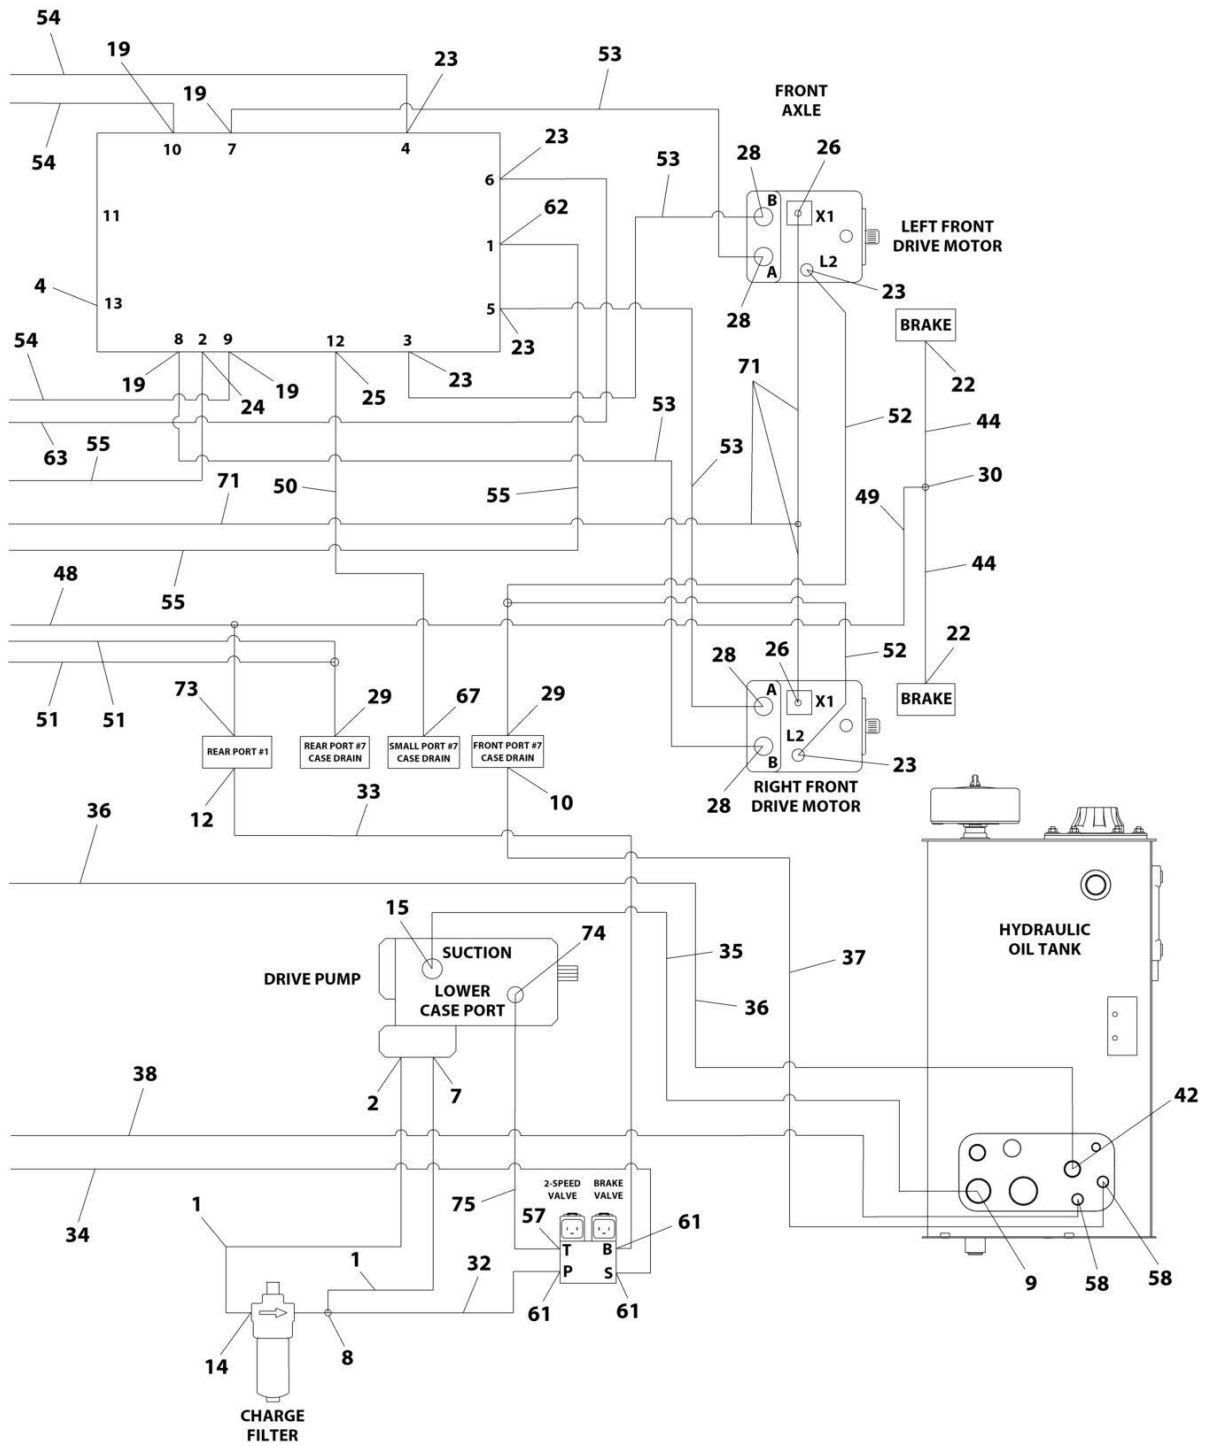 54
19
23
53
FRONT
AXLE
19
54
10
7
4
23
53
28
26
6
B
X1
11
62
LEFT FRONT
DRIVE MOTOR
1
A
L2
4
13
5
28
23
BRAKE
54
8
2
9
12
3
23
19
24
19
25
23
71
22
63
55
53
53
52
44
71
50
55
49
30
48
55
44
28
26
52
22
51
51
73
29
67
29
A
X1
BRAKE
REAR PORT #1
REAR PORT #7
CASE DRAIN
SMALL PORT #7
CASE DRAIN
FRONT PORT #7
CASE DRAIN
L2
B
23
12
33
10
28
RIGHT FRONT
DRIVE MOTOR
36
15
74
SUCTION
35
37
HYDRAULIC
OIL TANK
DRIVE PUMP
LOWER
CASE PORT
36
38
2
7
42
34
1
75
2-SPEED
VALVE
BRAKE
VALVE
57
61
T
B
1
32
P
S
9
58
58
61
61
14
8
CHARGE
FILTER